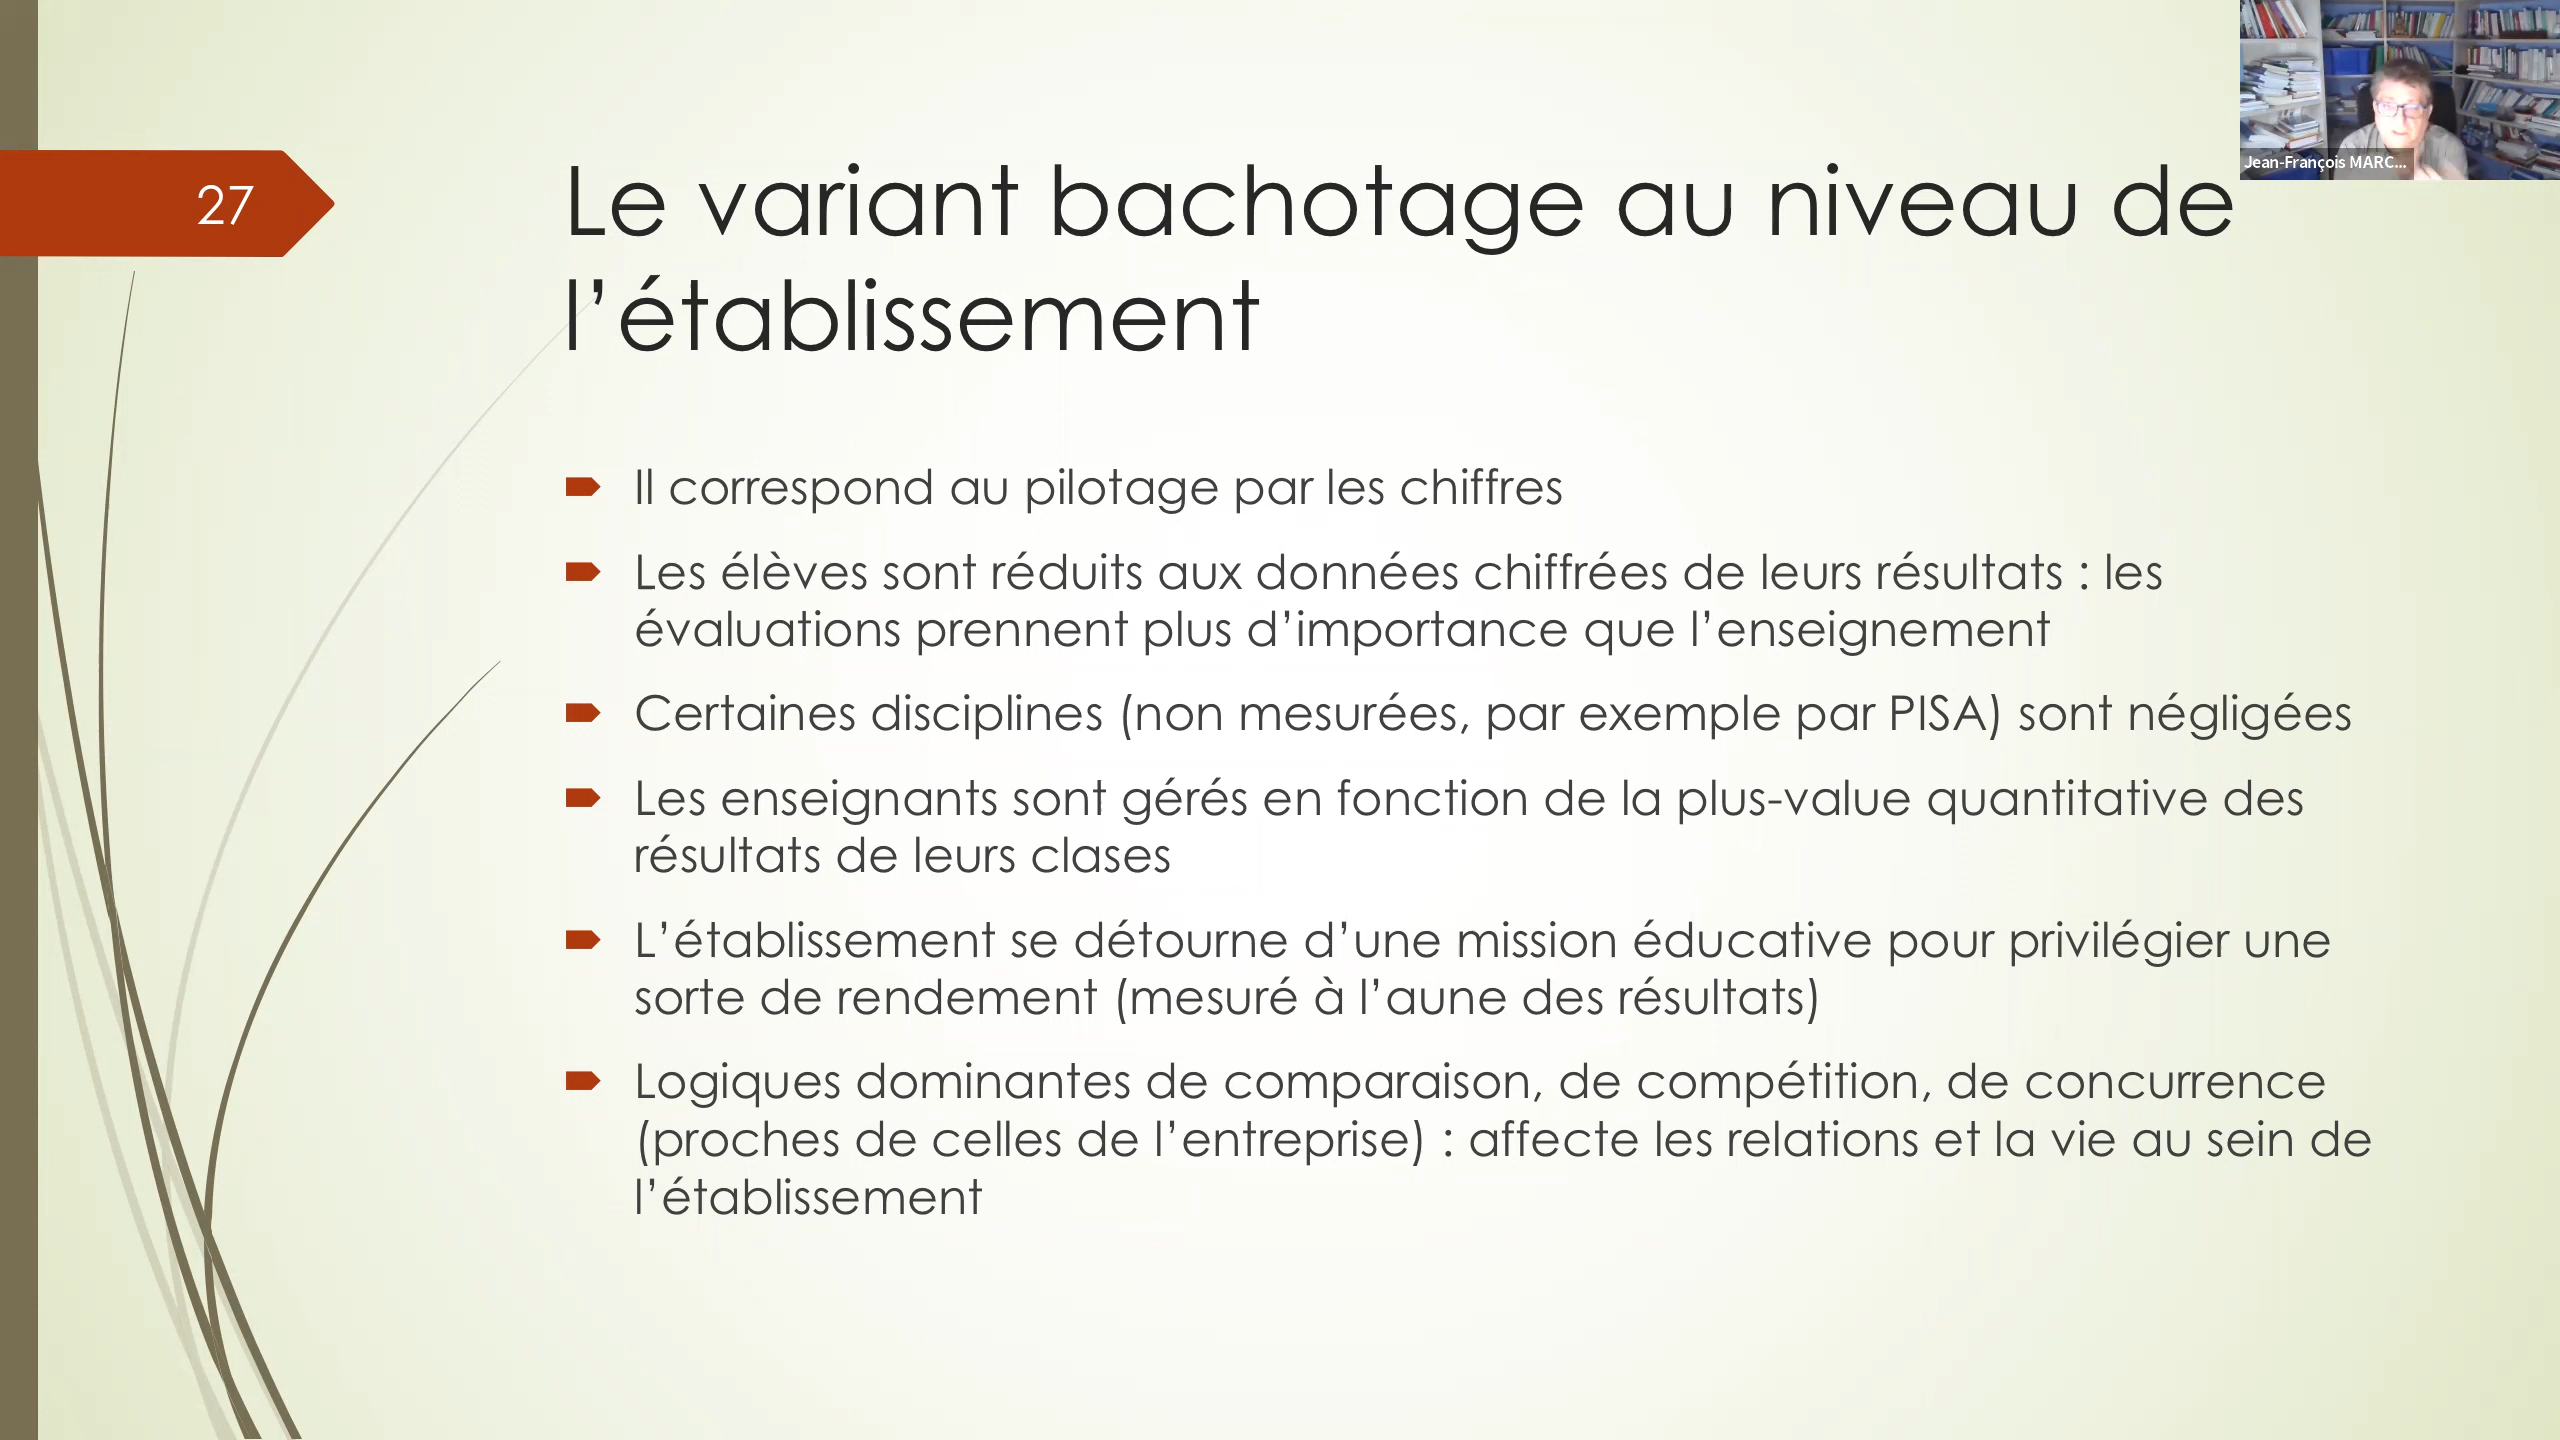 Jean-François MARC...
27
Le variant bachotage au niveau de
l’établissement
Il correspond au pilotage par les chiffres
Les élèves sont réduits aux données chiffrées de leurs résultats : les
évaluations prennent plus d’importance que l’enseignement
Certaines disciplines (non mesurées, par exemple par PISA) sont négligées
Les enseignants sont gérés en fonction de la plus-value quantitative des
résultats de leurs clases
L’établissement se détourne d’une mission éducative pour privilégier une
sorte de rendement (mesuré à l’aune des résultats)
Logiques dominantes de comparaison, de compétition, de concurrence
(proches de celles de l’entreprise) : affecte les relations et la vie au sein de
l’établissement